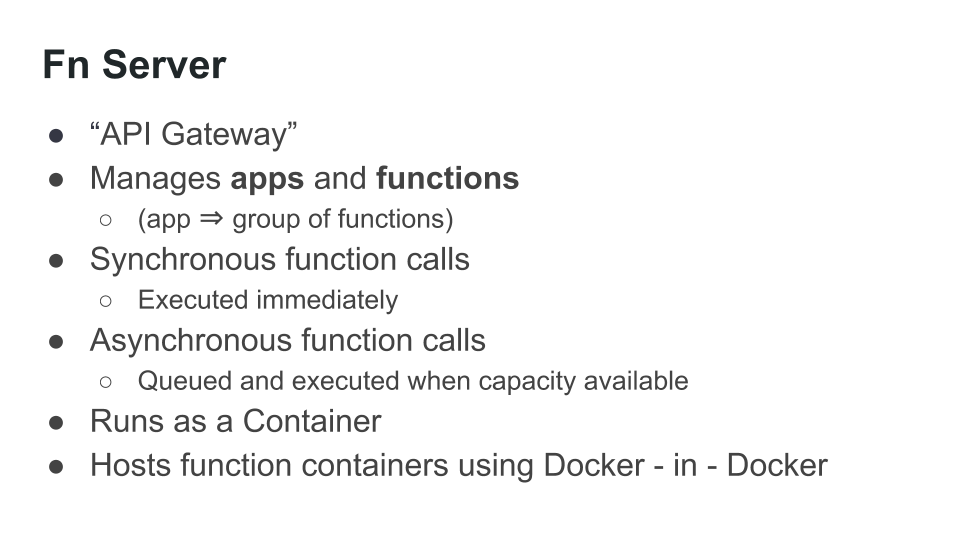 Fn Server
● “API Gateway”
● Manages apps and functions
○ (app ⇒ group of functions)
● Synchronous function calls
○ Executed immediately
● Asynchronous function calls
○ Queued and executed when capacity available
● Runs as a Container
● Hosts function containers using Docker - in - Docker